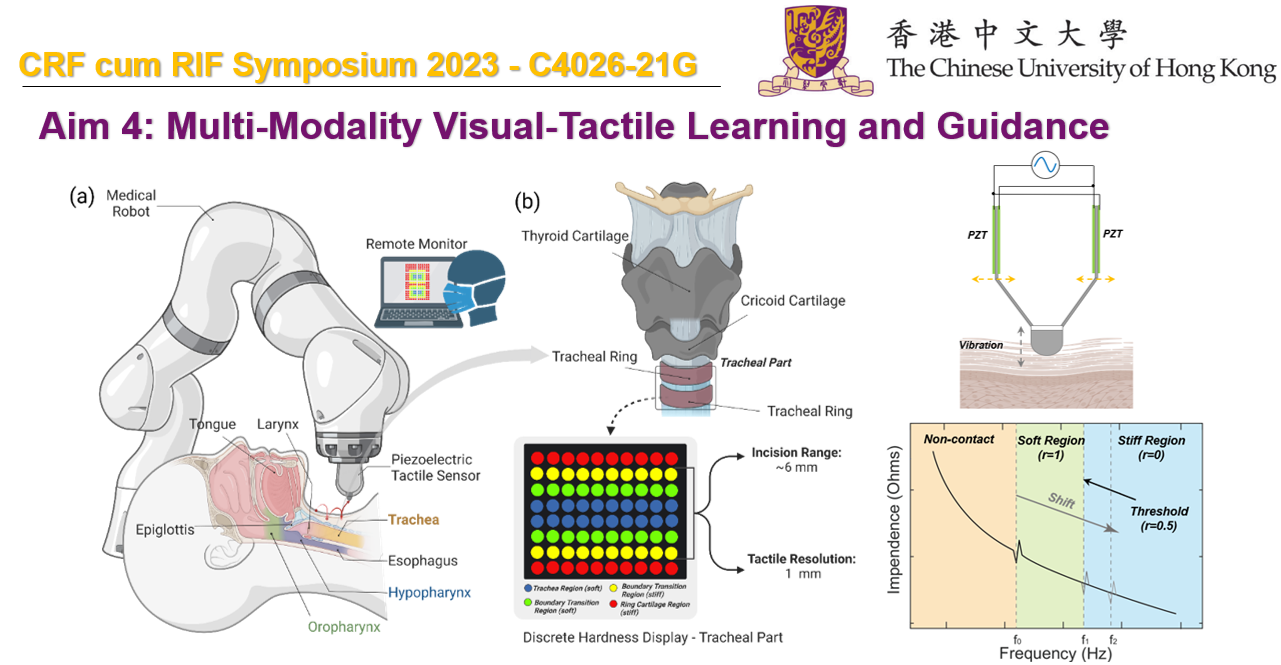 CRF cum RIF Symposium 2023 - C4026-21G
香港中文大學
The Chinese University of Hong Kong
Aim 4: Multi-Modality Visual-Tactile Learning and Guidance
(a)
Medical
Robot
Remote Monitor
Tongue
Larynx
Piezoelectric
Tactile Sensor
Epiglottis
Trachea
Esophagus
Hypopharynx
Oropharynx
(b)
Thyroid Cartilage
Cricoid Cartilage
Tracheal Ring
Tracheal Part
Tracheal Ring
Incision Range:
~6 mm
Tactile Resolution:
1 mm
Trachea Region (soft)
Boundary Transition
Region (stiff)
Boundary Transition
Region (soft)
Ring Cartilage Region
(stiff)
Discrete Hardness Display - Tracheal Part
PZT
PZT
Vibration
Non-contact
Soft Region
(r=1)
Stiff Region
(r=0)
Shift
Threshold
(r=0.5)
Impendence (Ohms)
f₀
f₁
f₂
Frequency (Hz)